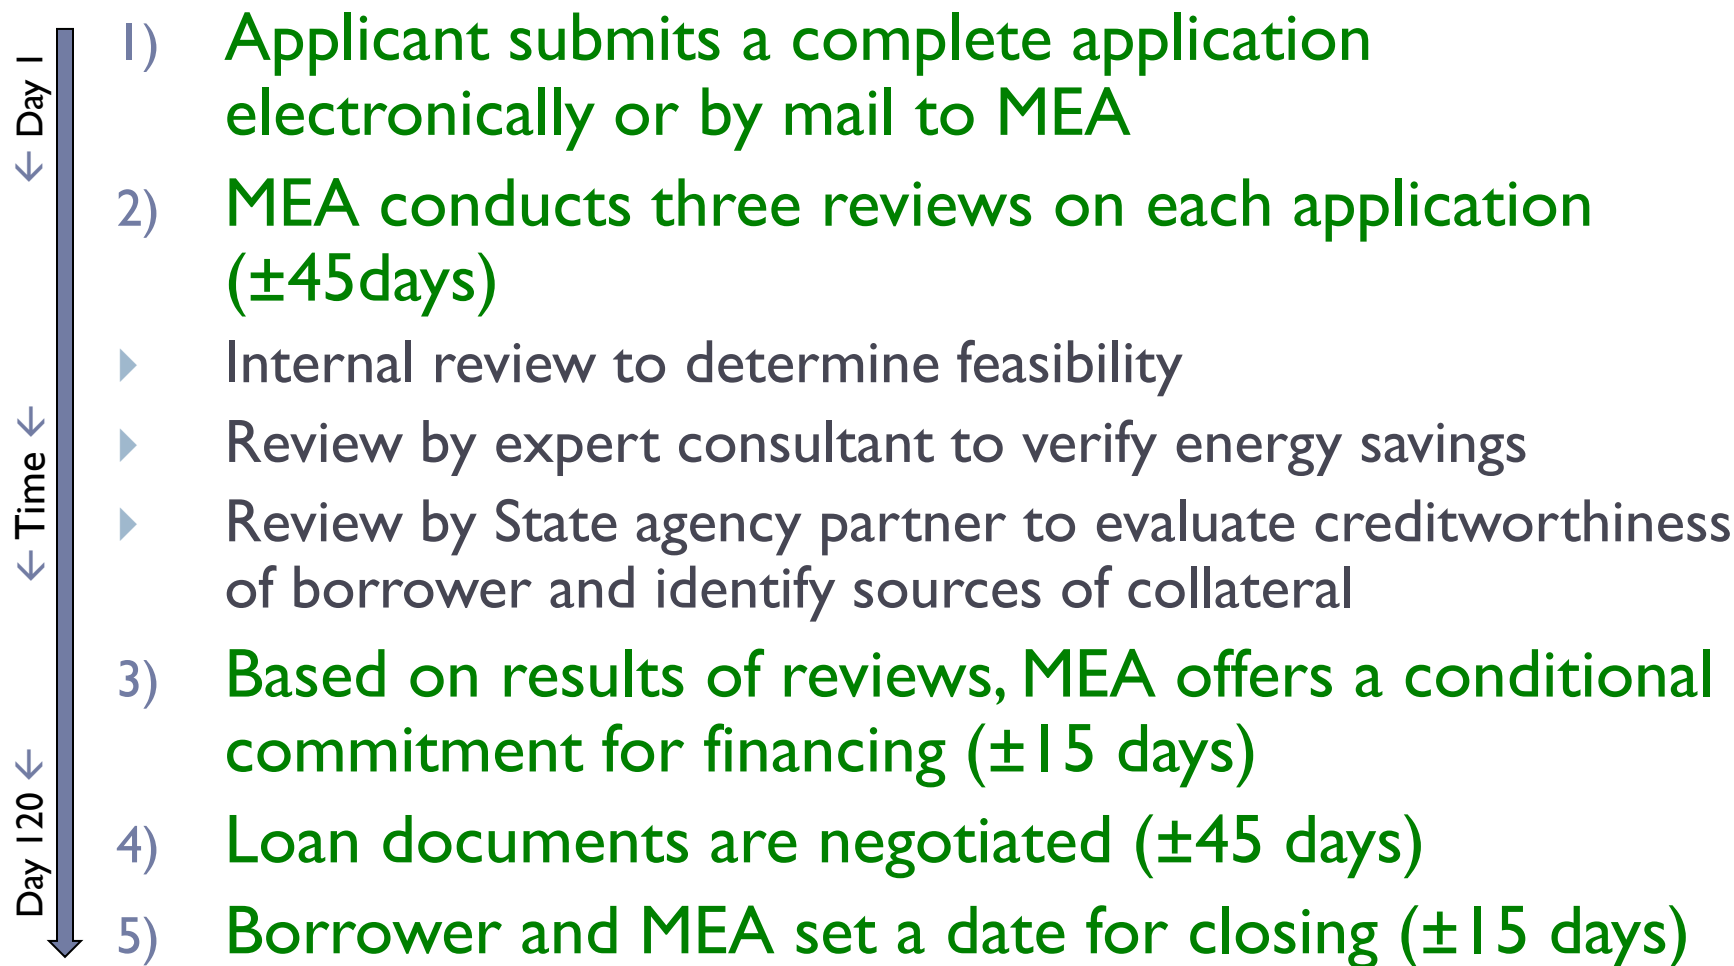 ← Day 1
← Time ←
Day 120 ←
1) Applicant submits a complete application
electronically or by mail to MEA
2) MEA conducts three reviews on each application
(±45days)
Internal review to determine feasibility
Review by expert consultant to verify energy savings
Review by State agency partner to evaluate creditworthiness
of borrower and identify sources of collateral
3) Based on results of reviews, MEA offers a conditional
commitment for financing (±15 days)
4) Loan documents are negotiated (±45 days)
5) Borrower and MEA set a date for closing (±15 days)